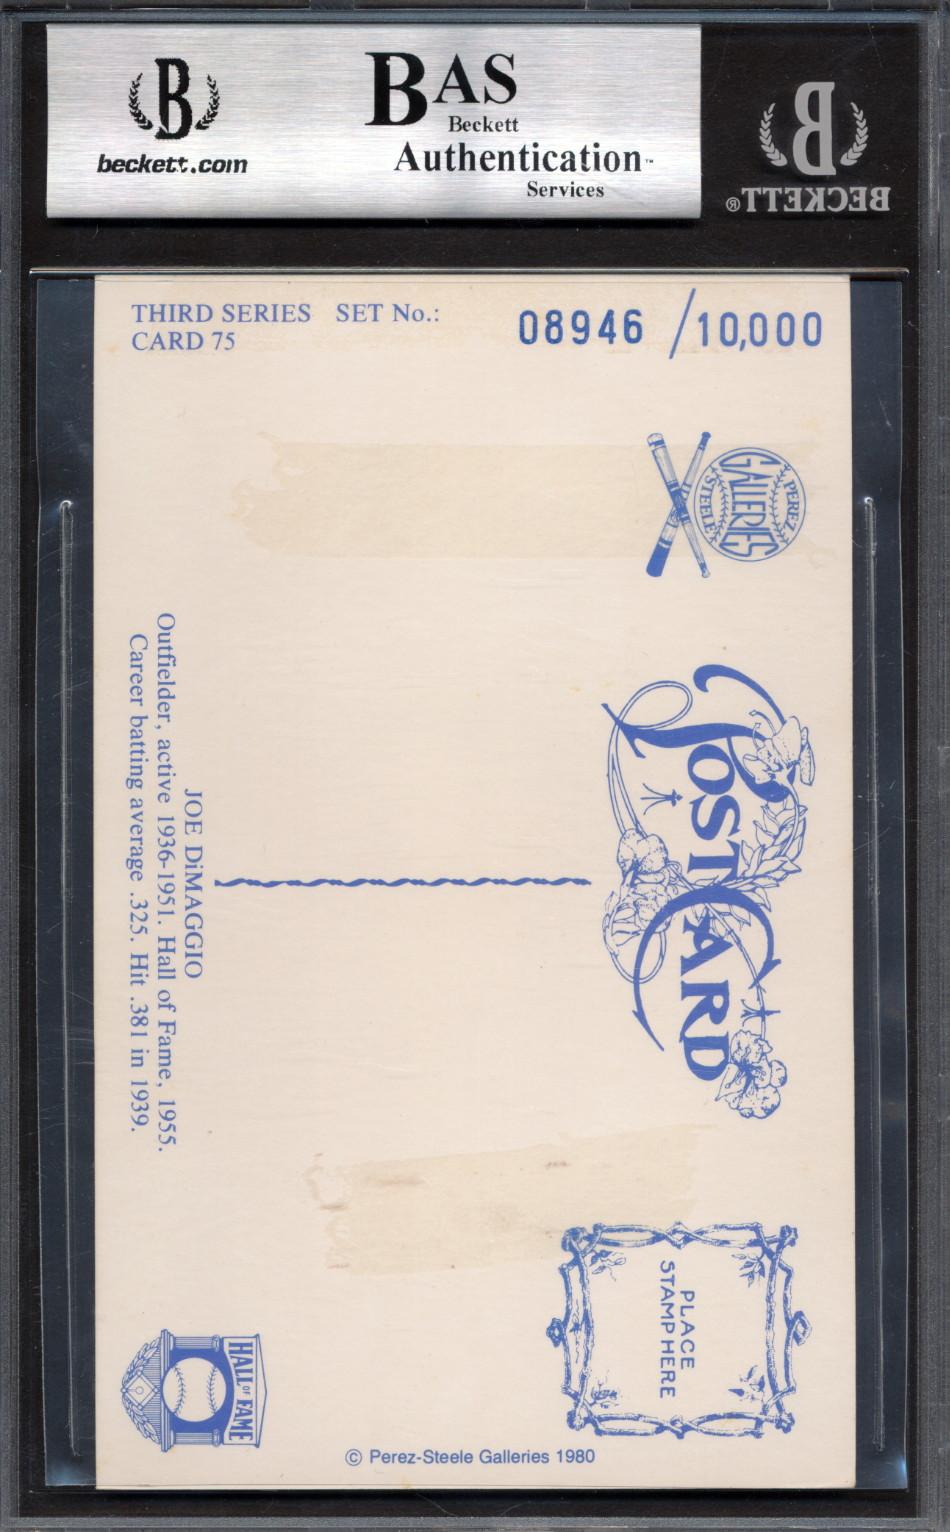 B
beckett.com
BAS
Beckett
Authentication™
Services
B
BECKETT®
THIRD SERIES SET No.:
CARD 75
08946 /10,000
PEREZ
GALLERIES
STEELE
POST CARD
PLACE
STAMP HERE
JOE DiMAGGIO
Outfielder, active 1936-1951. Hall of Fame, 1955.
Career batting average .325. Hit .381 in 1939.
HALL OF FAME
© Perez-Steele Galleries 1980